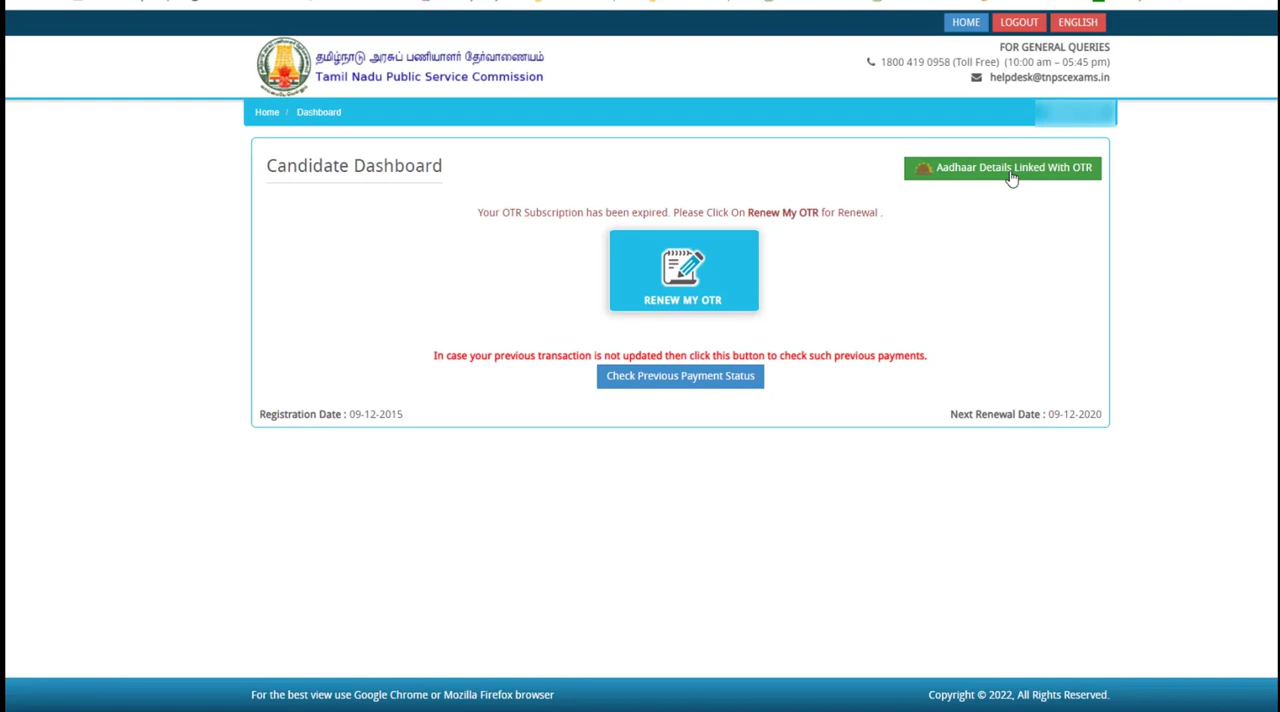 HOME LOGOUT ENGLISH
தமிழ்நாடு அரசுப் பணியாளர் தேர்வாணையம்
Tamil Nadu Public Service Commission
FOR GENERAL QUERIES
1800 419 0958 (Toll Free) (10:00 am – 05:45 pm)
helpdesk@tnpscexams.in
Home / Dashboard
Candidate Dashboard
Aadhaar Details Linked With OTR
Your OTR Subscription has been expired. Please Click On Renew My OTR for Renewal .
RENEW MY OTR
In case your previous transaction is not updated then click this button to check such previous payments.
Check Previous Payment Status
Registration Date : 09-12-2015
Next Renewal Date : 09-12-2020
For the best view use Google Chrome or Mozilla Firefox browser
Copyright © 2022, All Rights Reserved.